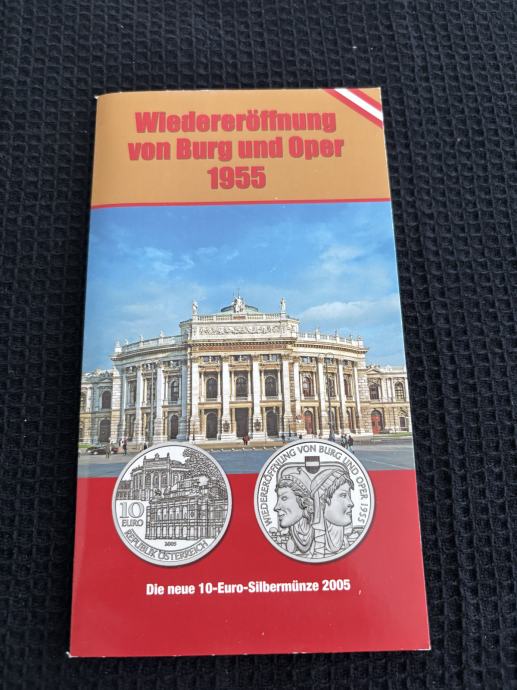 Wiedereröffnung
von Burg und Oper
1955
10
EURO
2005
REPUBLIK ÖSTERREICH
WIEDERERÖFFNUNG VON BURG UND OPER 1955
Die neue 10-Euro-Silbermünze 2005